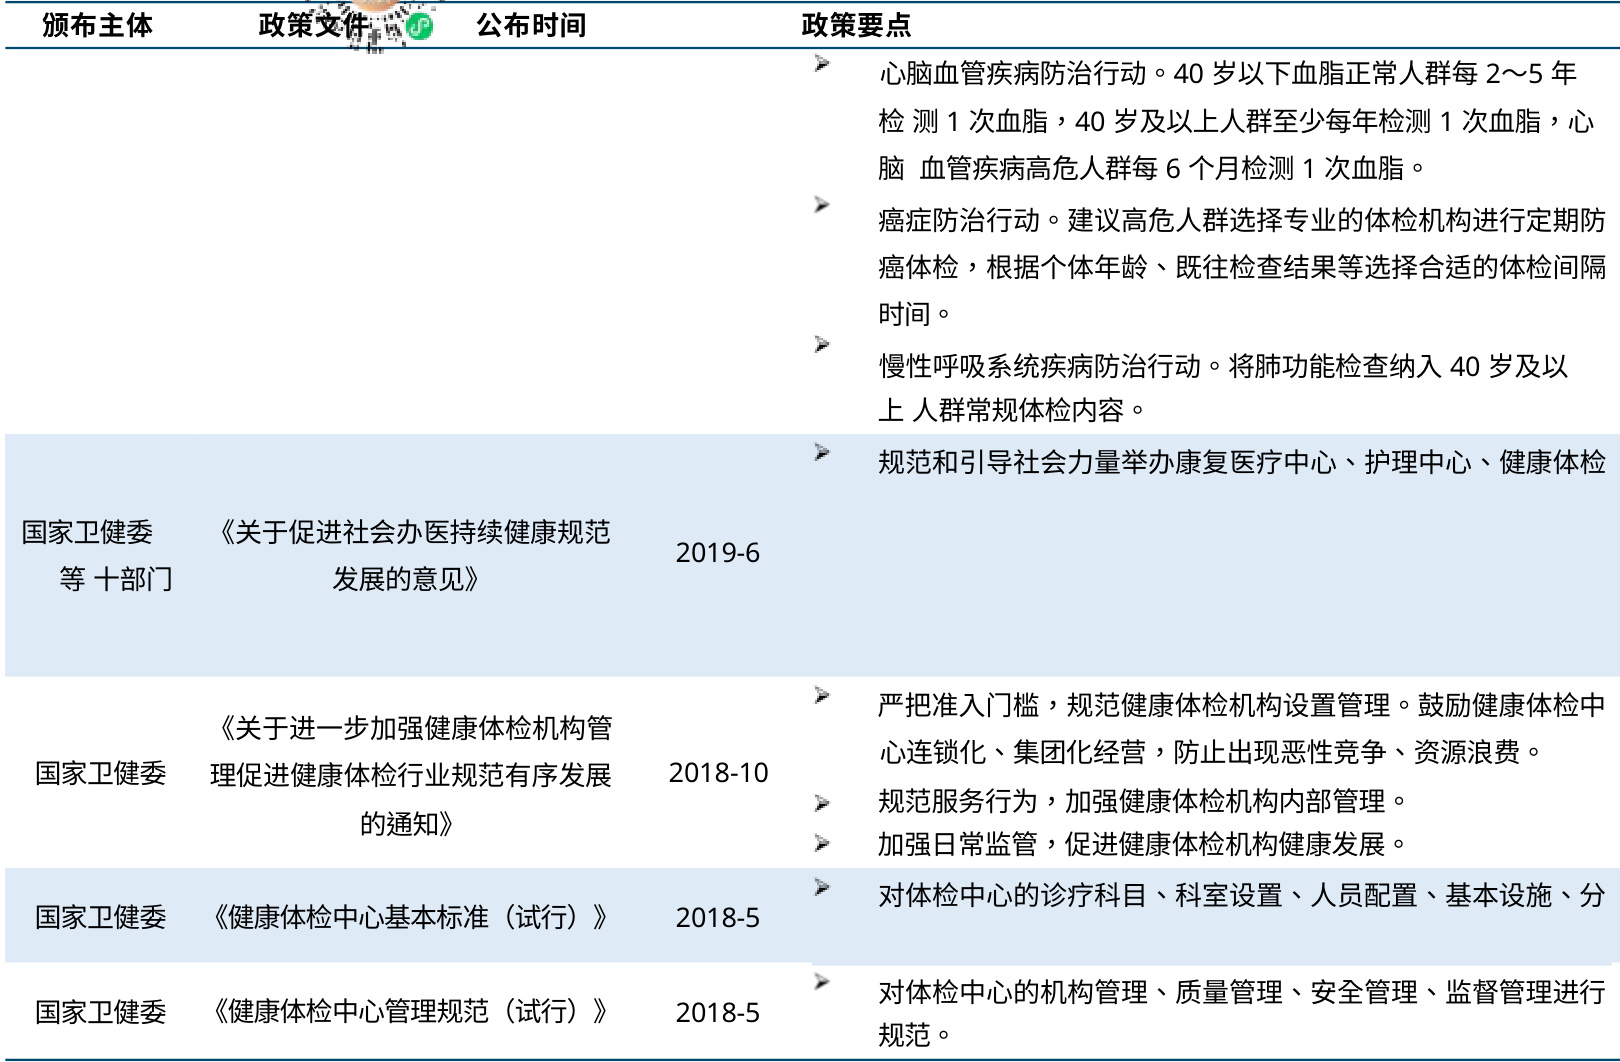 颁布主体 政策文件 公布时间 政策要点
心脑血管疾病防治行动。40 岁以下血脂正常人群每 2～5 年
检 测 1 次血脂，40 岁及以上人群至少每年检测 1 次血脂，心
脑 血管疾病高危人群每 6 个月检测 1 次血脂。
癌症防治行动。建议高危人群选择专业的体检机构进行定期防
癌体检，根据个体年龄、既往检查结果等选择合适的体检间隔
时间。
慢性呼吸系统疾病防治行动。将肺功能检查纳入 40 岁及以
上 人群常规体检内容。
国家卫健委
等 十部门
《关于促进社会办医持续健康规范
发展的意见》
2019-6
规范和引导社会力量举办康复医疗中心、护理中心、健康体检
国家卫健委
《关于进一步加强健康体检机构管
理促进健康体检行业规范有序发展
的通知》
2018-10
严把准入门槛，规范健康体检机构设置管理。鼓励健康体检中
心连锁化、集团化经营，防止出现恶性竞争、资源浪费。
规范服务行为，加强健康体检机构内部管理。
加强日常监管，促进健康体检机构健康发展。
国家卫健委
《健康体检中心基本标准（试行）》
2018-5
对体检中心的诊疗科目、科室设置、人员配置、基本设施、分
国家卫健委
《健康体检中心管理规范（试行）》
2018-5
对体检中心的机构管理、质量管理、安全管理、监督管理进行
规范。